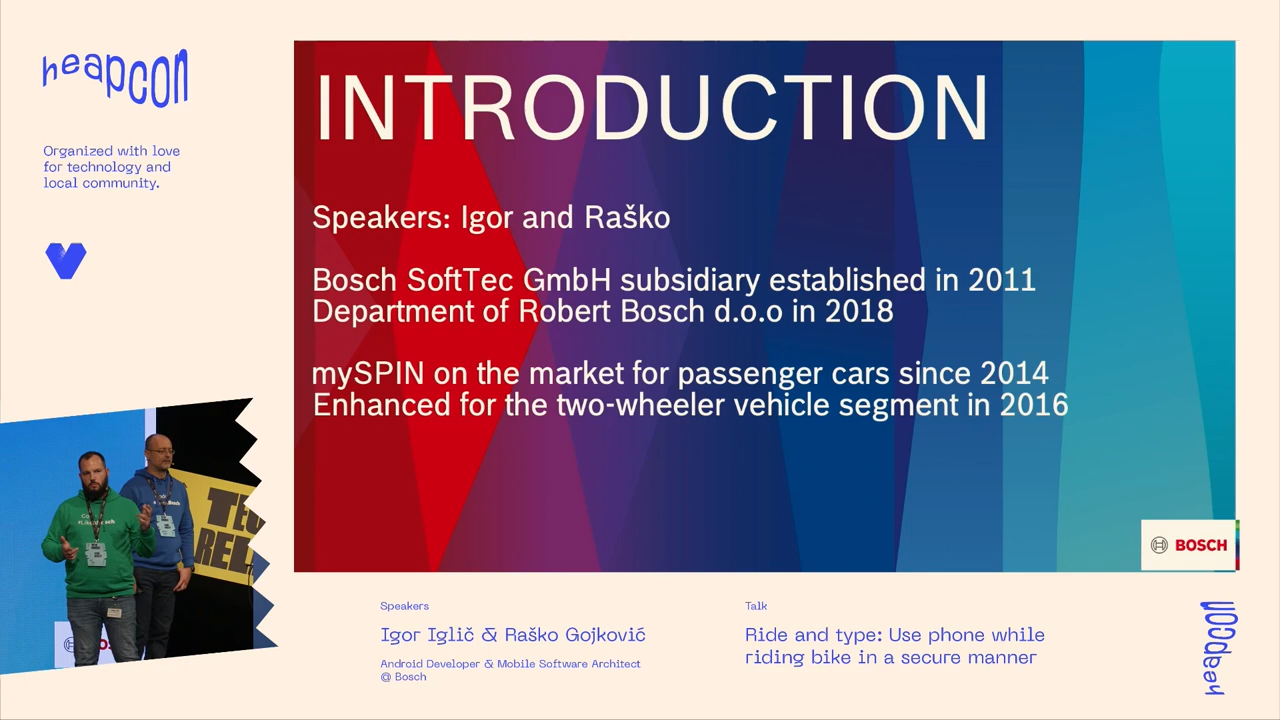 heapcon
Organized with love
for technology and
local community.
INTRODUCTION
Speakers: Igor and Raško
Bosch SoftTec GmbH subsidiary established in 2011
Department of Robert Bosch d.o.o in 2018
mySPIN on the market for passenger cars since 2014
Enhanced for the two-wheeler vehicle segment in 2016
BOSCH
Speakers
Igor Iglič & Raško Gojković
Android Developer & Mobile Software Architect
@ Bosch
Talk
Ride and type: Use phone while
riding bike in a secure manner
heapcon